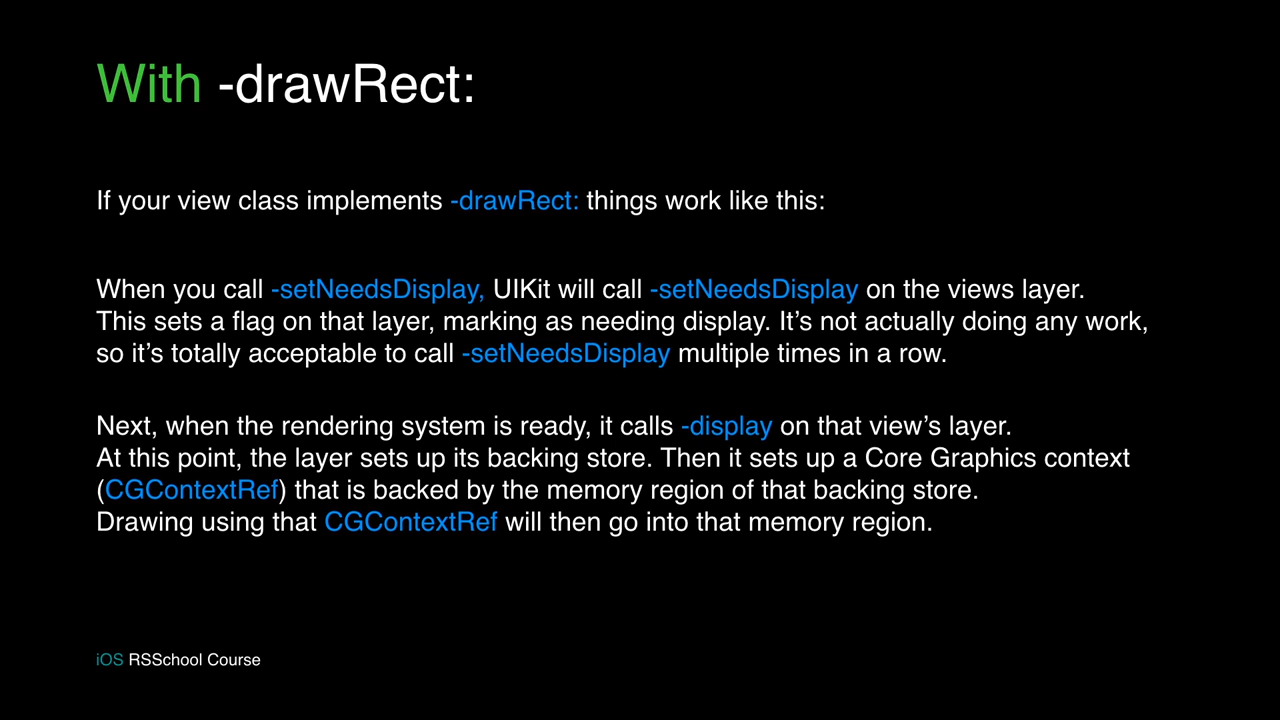 With -drawRect:
If your view class implements -drawRect: things work like this:
When you call -setNeedsDisplay, UIKit will call -setNeedsDisplay on the views layer.
This sets a flag on that layer, marking as needing display. It’s not actually doing any work,
so it’s totally acceptable to call -setNeedsDisplay multiple times in a row.
Next, when the rendering system is ready, it calls -display on that view’s layer.
At this point, the layer sets up its backing store. Then it sets up a Core Graphics context
(CGContextRef) that is backed by the memory region of that backing store.
Drawing using that CGContextRef will then go into that memory region.
iOS RSSchool Course